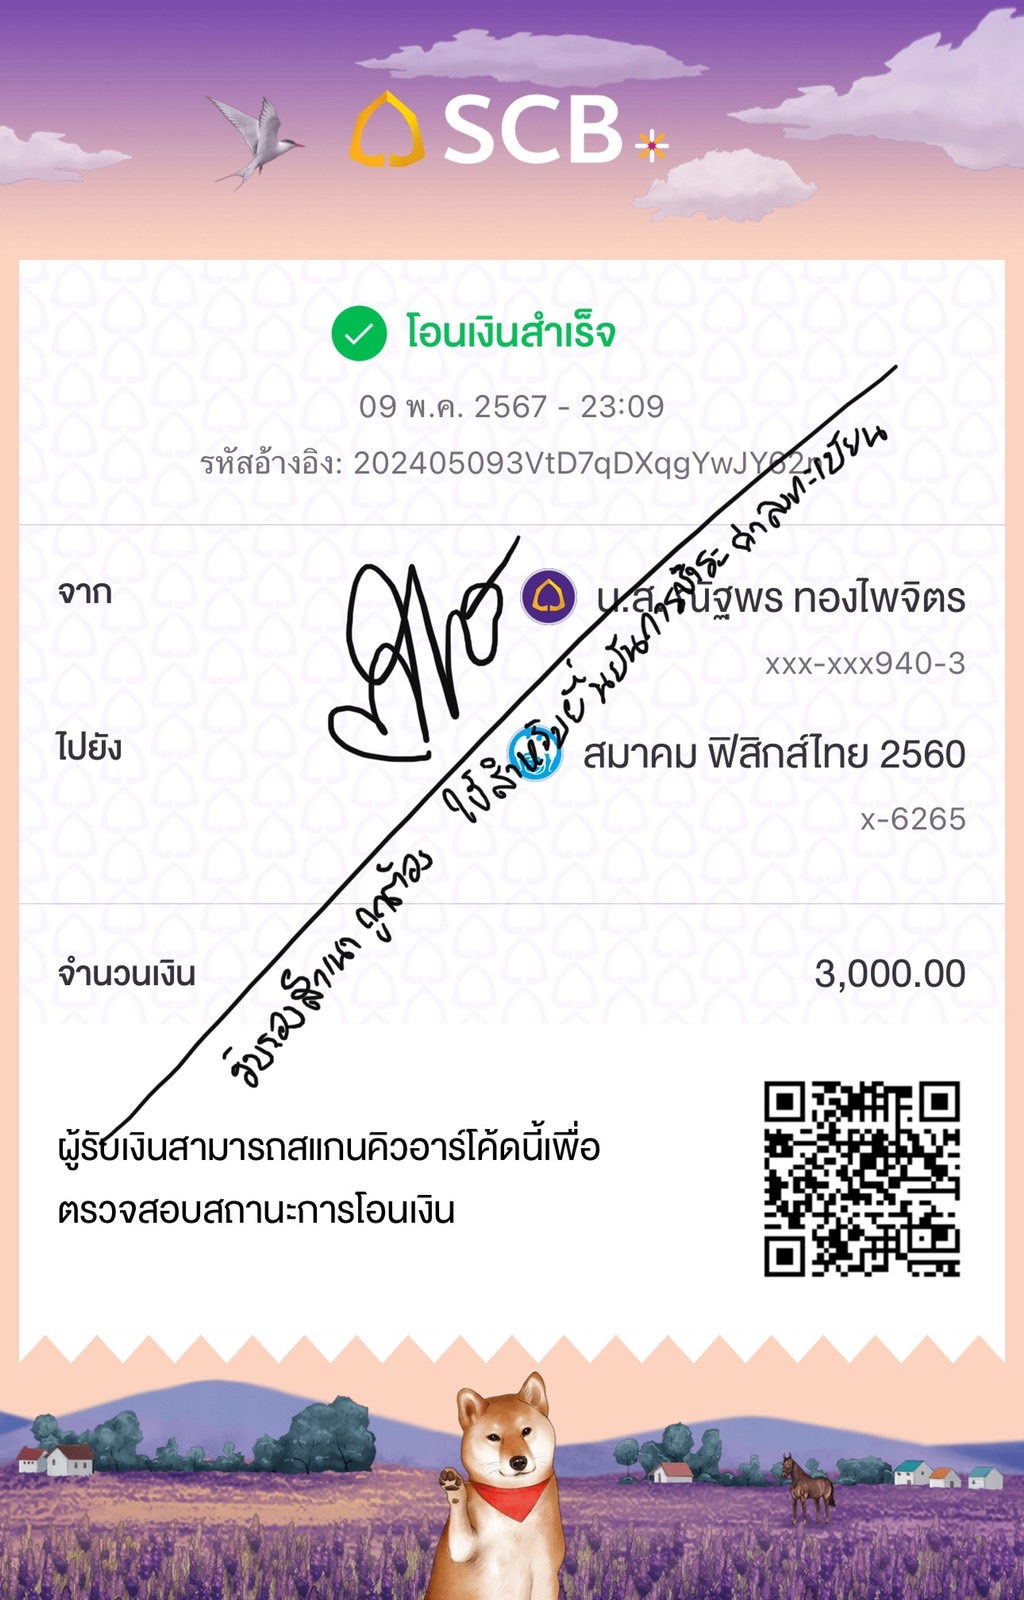 SCB
โอนเงินสำเร็จ
09 พ.ค. 2567 - 23:09
รหัสอ้างอิง: 202405093VtD7qDXqgYwJY62
จาก
น.ส. ทองไพจิตร
xxx-xxx940-3
ไปยัง
สมาคม ฟิสิกส์ไทย 2560
x-6265
จำนวนเงิน
3,000.00
รับรองสำเนาถูกต้อง
ใช้สำหรับยื่นยันการชำระ ค่าลงทะเบียน
ผู้รับเงินสามารถสแกนคิวอาร์โค้ดนี้เพื่อ
ตรวจสอบสถานะการโอนเงิน